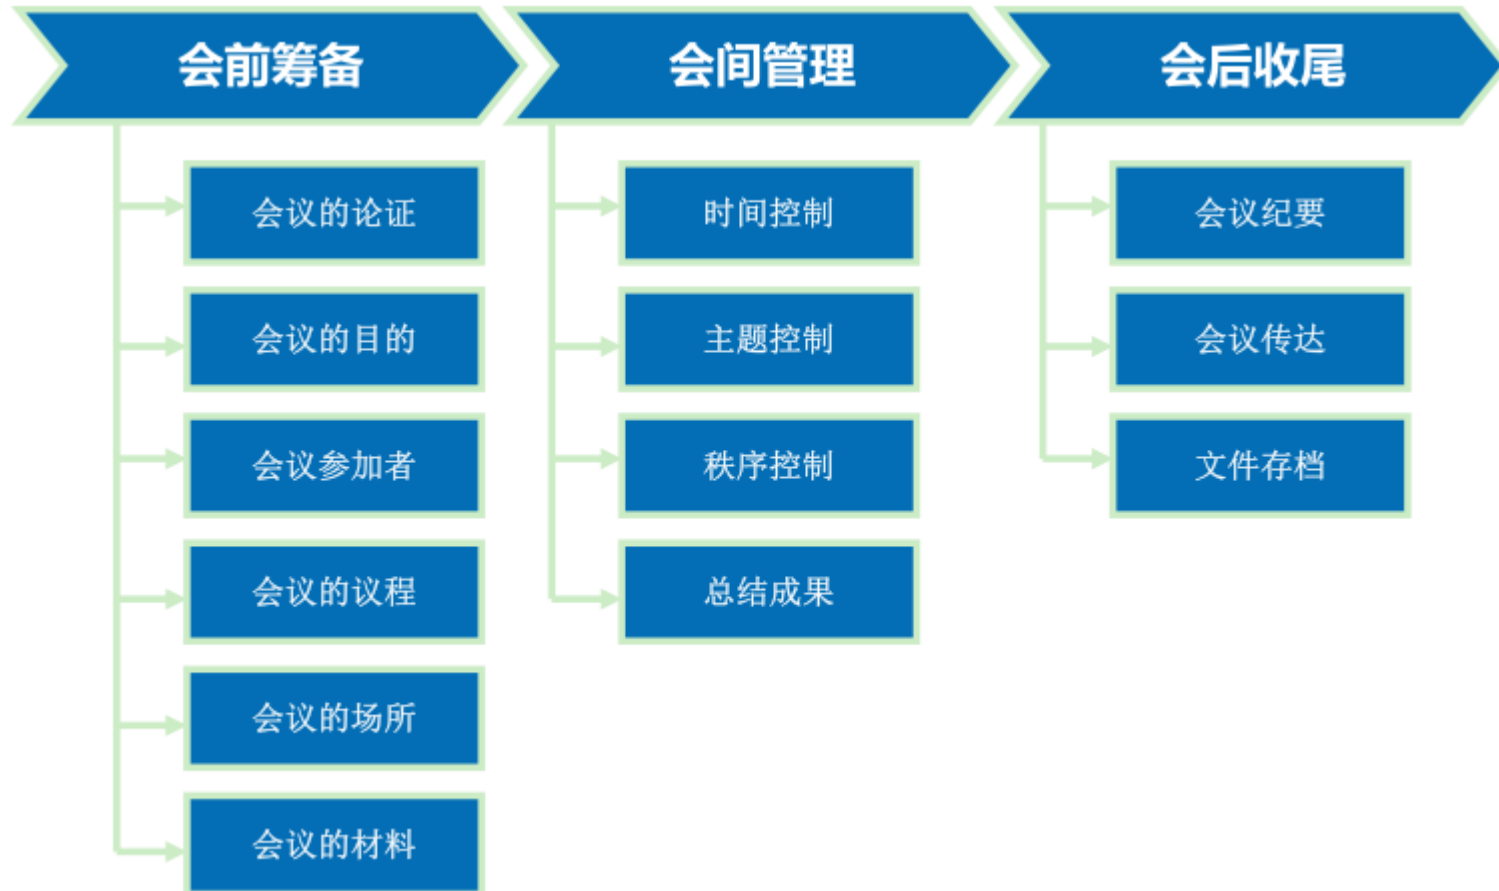 会前筹备
会议的论证
会议的目的
会议参加者
会议的议程
会议的场所
会议的材料
会间管理
时间控制
主题控制
秩序控制
总结成果
会后收尾
会议纪要
会议传达
文件存档